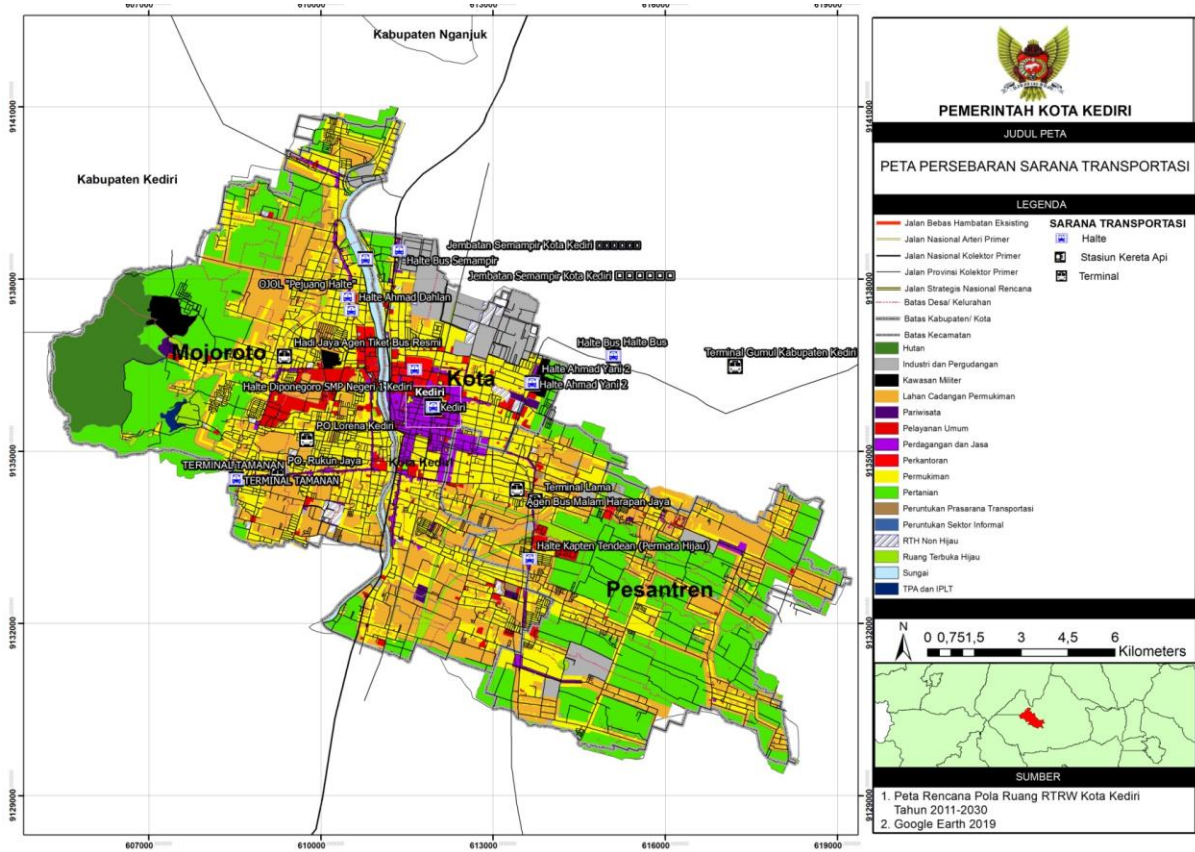 607000
610000
613000
616000
619000
Kabupaten Nganjuk
9141000
9141000
Kabupaten Kediri
Jembatan Semampir Kota Kediri □□□□□□
Halte Bus Semampir
Jembatan Semampir Kota Kediri □□□□□□
9138000
9138000
OJOL "Pejuang Halte"
Halte Ahmad Dahlan
Hadi Jaya Agen Tiket Bus Resmi
Halte Bus
Halte Bus
Mojoroto
Terminal Gumul Kabupaten Kediri
Halte Ahmad Yani 2
Kota
Halte Diponegoro SMP Negeri 1 Kediri
Halte Ahmad Yani 2
Kediri
Kediri
PO Lorena Kediri
9135000
9135000
TERMINAL TAMANAN
PO. Rukun Jaya
Kota Kediri
TERMINAL TAMANAN
Terminal Lama
Agen Bus Malam Harapan Jaya
Halte Kapten Tendean (Permata Hijau)
Pesantren
9132000
9132000
9129000
9129000
607000
610000
613000
616000
619000
PEMERINTAH KOTA KEDIRI
JUDUL PETA
PETA PERSEBARAN SARANA TRANSPORTASI
LEGENDA
Jalan Bebas Hambatan Eksisting
Jalan Nasional Arteri Primer
Jalan Nasional Kolektor Primer
Jalan Provinsi Kolektor Primer
Jalan Strategis Nasional Rencana
Batas Desa/ Kelurahan
Batas Kabupaten/ Kota
Batas Kecamatan
Hutan
Industri dan Pergudangan
Kawasan Militer
Lahan Cadangan Permukiman
Pariwisata
Pelayanan Umum
Perdagangan dan Jasa
Perkantoran
Permukiman
Pertanian
Peruntukan Prasarana Transportasi
Peruntukan Sektor Informal
RTH Non Hijau
Ruang Terbuka Hijau
Sungai
TPA dan IPLT
SARANA TRANSPORTASI
Halte
Stasiun Kereta Api
Terminal
N
0 0,751,5 3 4,5 6
Kilometers
SUMBER
1. Peta Rencana Pola Ruang RTRW Kota Kediri
Tahun 2011-2030
2. Google Earth 2019